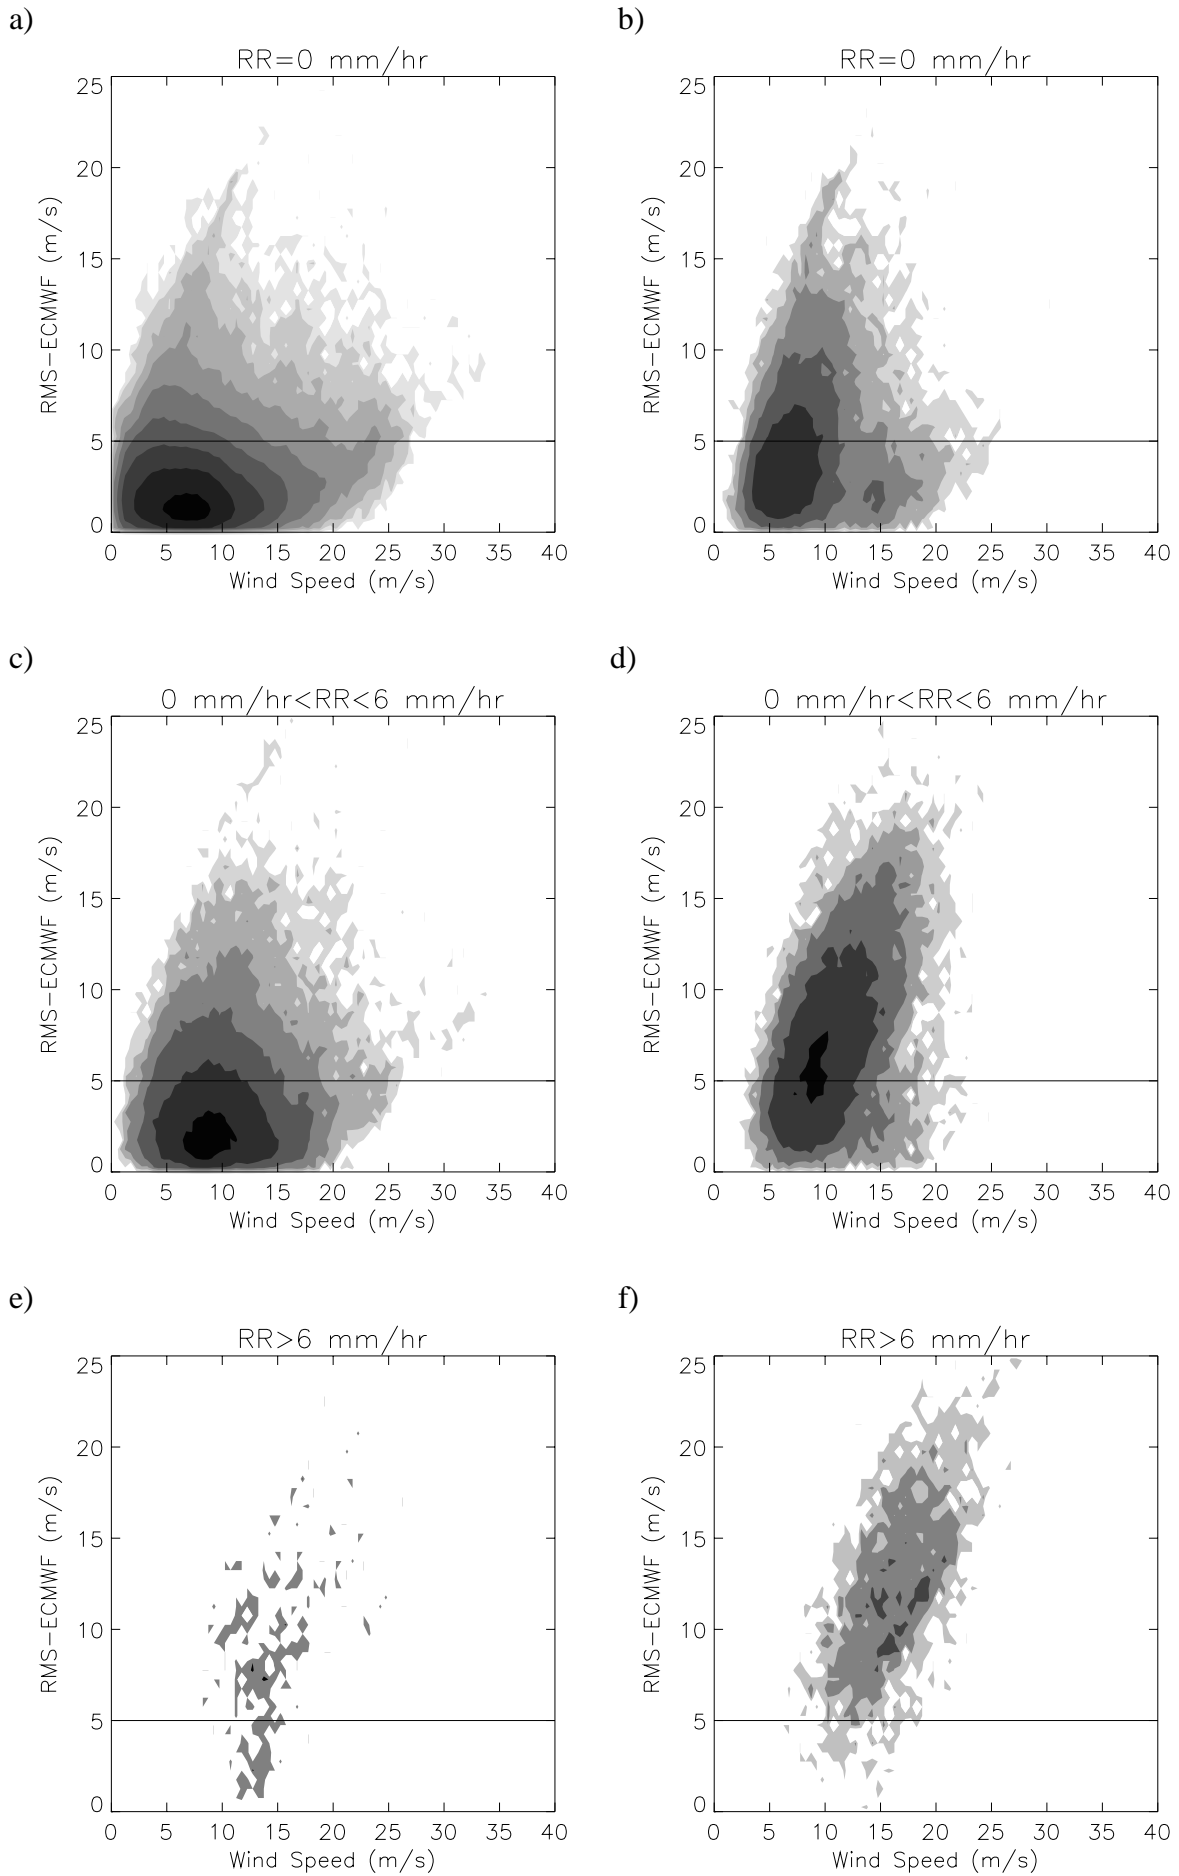 a)
RR=0 mm/hr
RMS-ECMWF (m/s)
25
20
15
10
5
0
0 5 10 15 20 25 30 35 40
Wind Speed (m/s)
b)
RR=0 mm/hr
RMS-ECMWF (m/s)
25
20
15
10
5
0
0 5 10 15 20 25 30 35 40
Wind Speed (m/s)
c)
0 mm/hr<RR<6 mm/hr
RMS-ECMWF (m/s)
25
20
15
10
5
0
0 5 10 15 20 25 30 35 40
Wind Speed (m/s)
d)
0 mm/hr<RR<6 mm/hr
RMS-ECMWF (m/s)
25
20
15
10
5
0
0 5 10 15 20 25 30 35 40
Wind Speed (m/s)
e)
RR>6 mm/hr
RMS-ECMWF (m/s)
25
20
15
10
5
0
0 5 10 15 20 25 30 35 40
Wind Speed (m/s)
f)
RR>6 mm/hr
RMS-ECMWF (m/s)
25
20
15
10
5
0
0 5 10 15 20 25 30 35 40
Wind Speed (m/s)